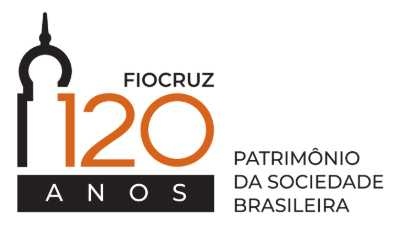 FIOCRUZ
120
ANOS
PATRIMÔNIO
DA SOCIEDADE
BRASILEIRA